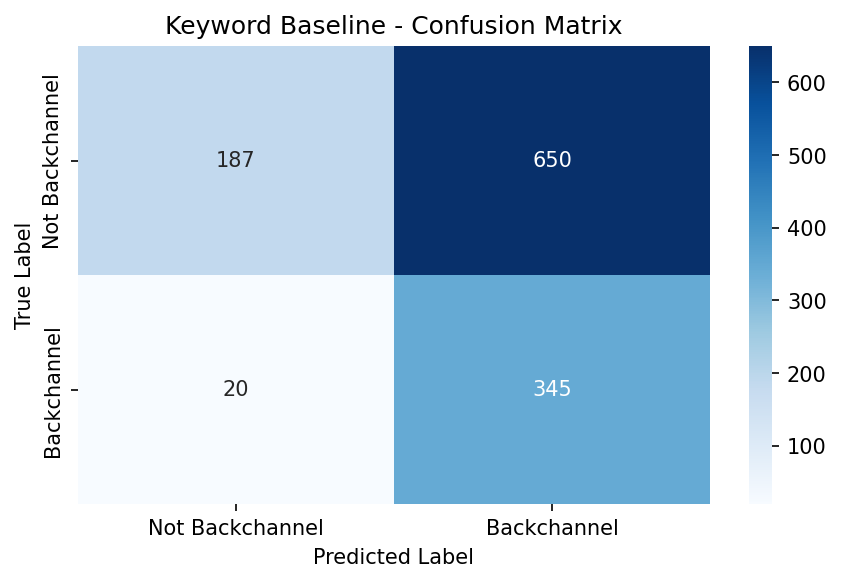 Keyword Baseline - Confusion Matrix
True Label
Not Backchannel
187
650
Backchannel
20
345
Not Backchannel
Backchannel
Predicted Label
600
500
400
300
200
100